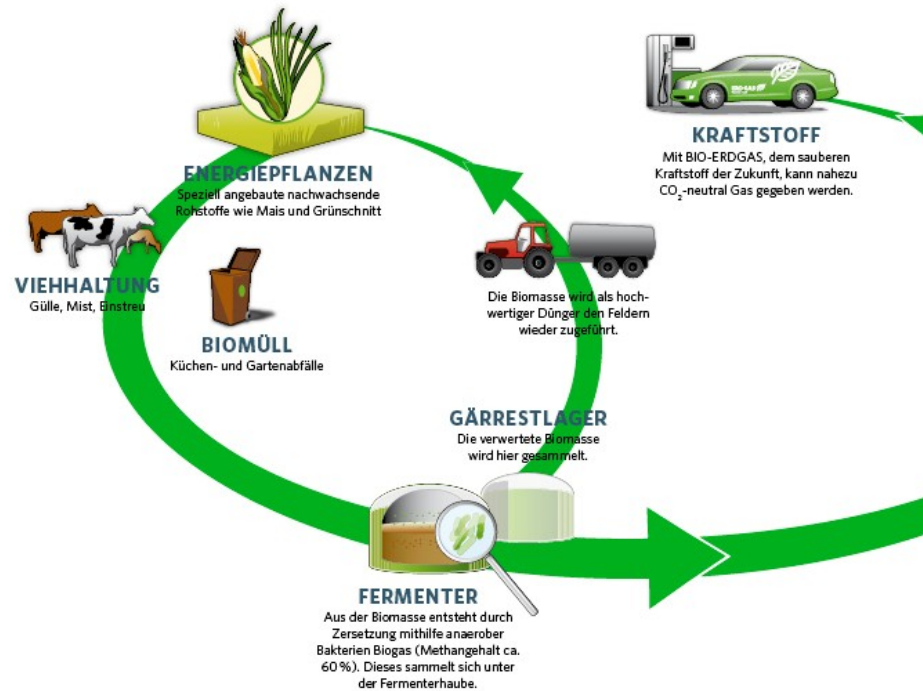 ENERGIEPFLANZEN
Speziell angebaute nachwachsende
Rohstoffe wie Mais und Grünschnitt
VIEHHALTUNG
Gülle, Mist, Einstreu
BIOMÜLL
Küchen- und Gartenabfälle
KRAFTSTOFF
Mit BIO-ERDGAS, dem sauberen
Kraftstoff der Zukunft, kann nahezu
CO₂-neutral Gas gegeben werden.
Die Biomasse wird als hoch-
wertiger Dünger den Feldern
wieder zugeführt.
GÄRRESTLAGER
Die verwertete Biomasse
wird hier gesammelt.
FERMENTER
Aus der Biomasse entsteht durch
Zersetzung mithilfe anaerober
Bakterien Biogas (Methangehalt ca.
60 %). Dieses sammelt sich unter
der Fermenterhaube.